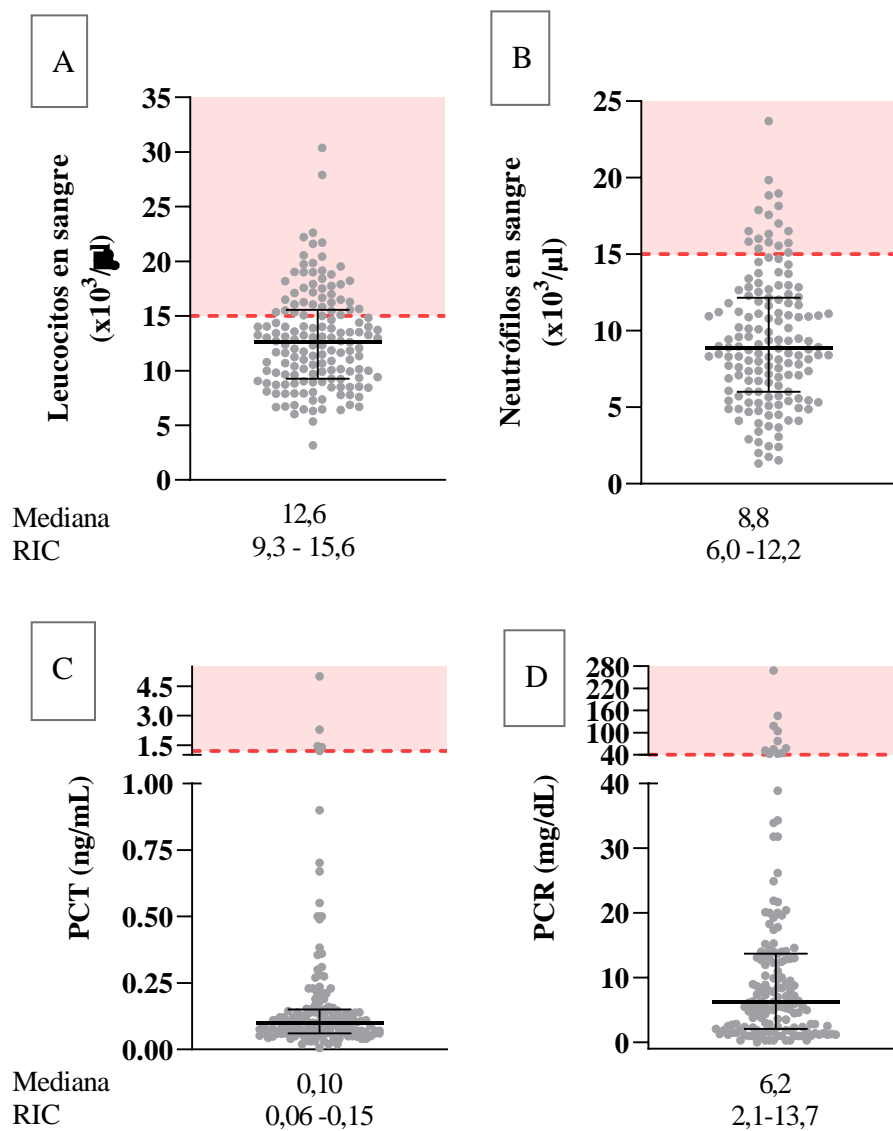 A
B
Leucocitos en sangre
(x10³/µl)
35
30
25
20
15
10
5
0
Neutrófilos en sangre
(x10³/µl)
25
20
15
10
5
0
Mediana 12,6 8,8
RIC 9,3 - 15,6 6,0 -12,2
C
D
PCT (ng/mL)
4.5
3.0
1.5
1.00
0.75
0.50
0.25
0.00
PCR (mg/dL)
280
220
160
100
40
40
30
20
10
0
Mediana 0,10 6,2
RIC 0,06 -0,15 2,1-13,7